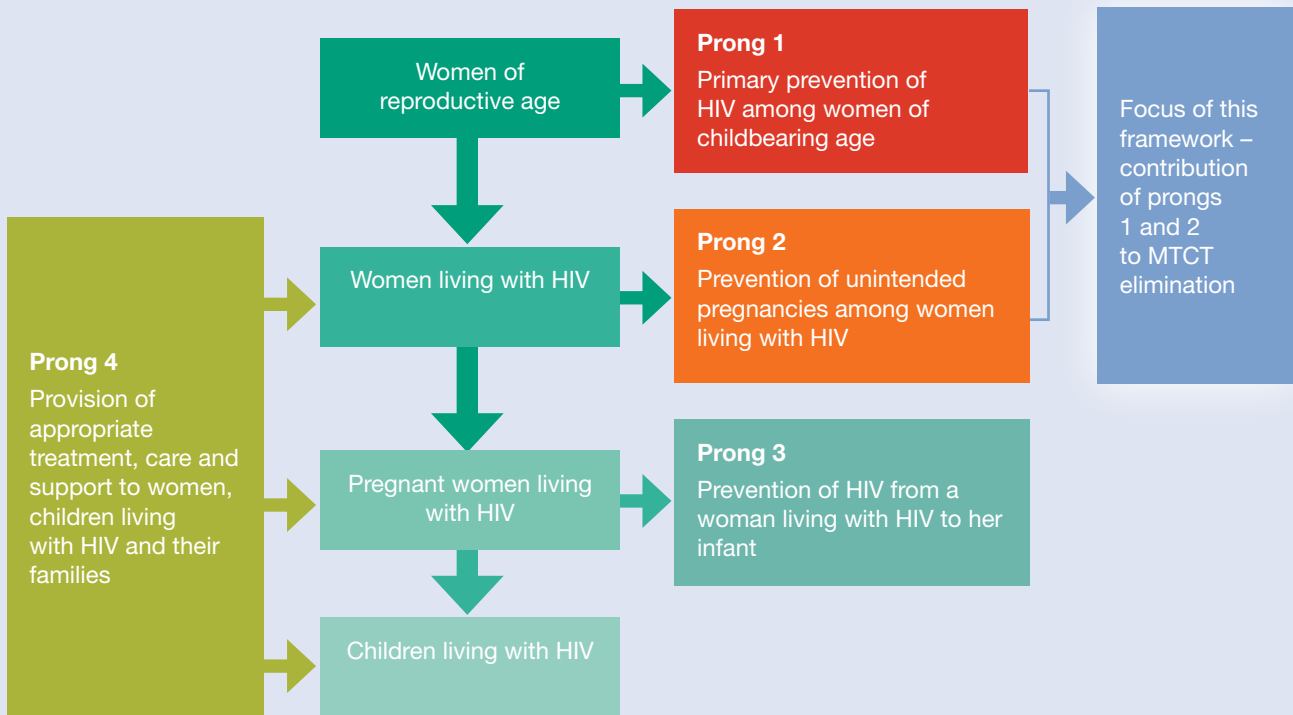 Women of
reproductive age
Prong 1
Primary prevention of
HIV among women of
childbearing age
Focus of this
framework –
contribution
of prongs
1 and 2
to MTCT
elimination
Women living with HIV
Prong 2
Prevention of unintended
pregnancies among women
living with HIV
Prong 4
Provision of
appropriate
treatment, care and
support to women,
children living
with HIV and their
families
Pregnant women living
with HIV
Prong 3
Prevention of HIV from a
woman living with HIV to her
infant
Children living with HIV